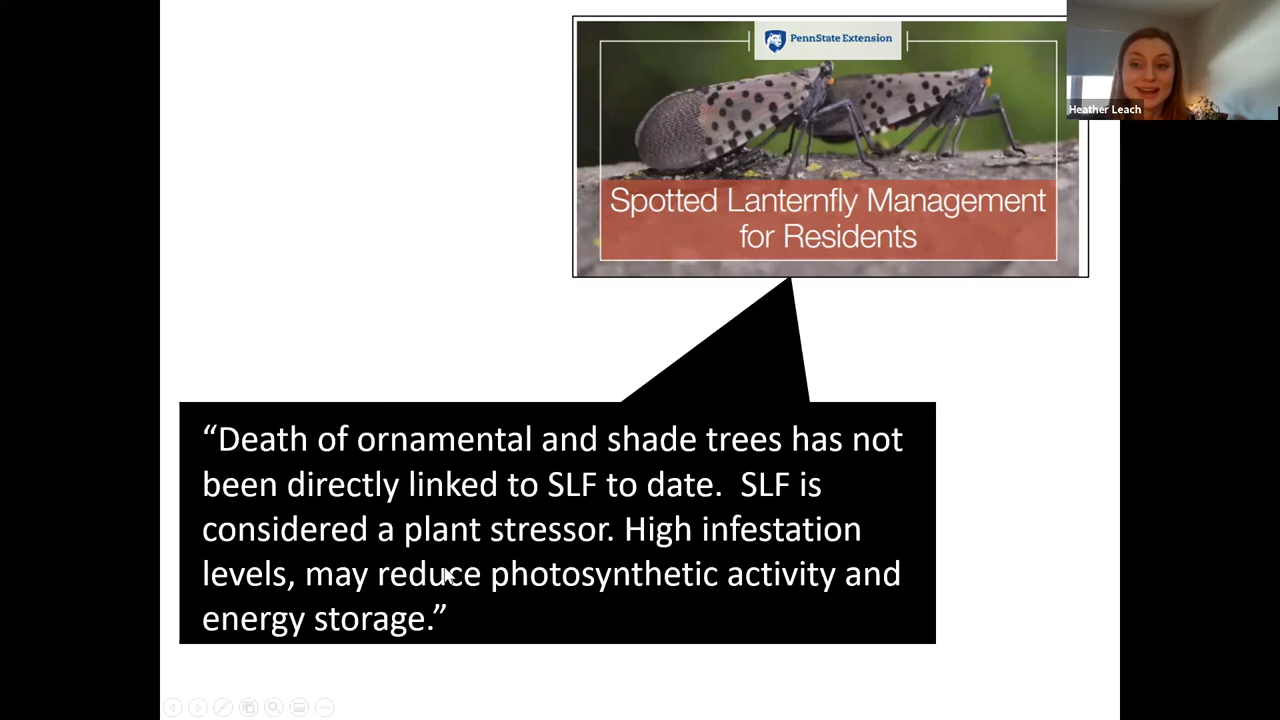 PennState Extension
Heather Leach
Spotted Lanternfly Management
for Residents
“Death of ornamental and shade trees has not
been directly linked to SLF to date.  SLF is
considered a plant stressor. High infestation
levels, may reduce photosynthetic activity and
energy storage.”